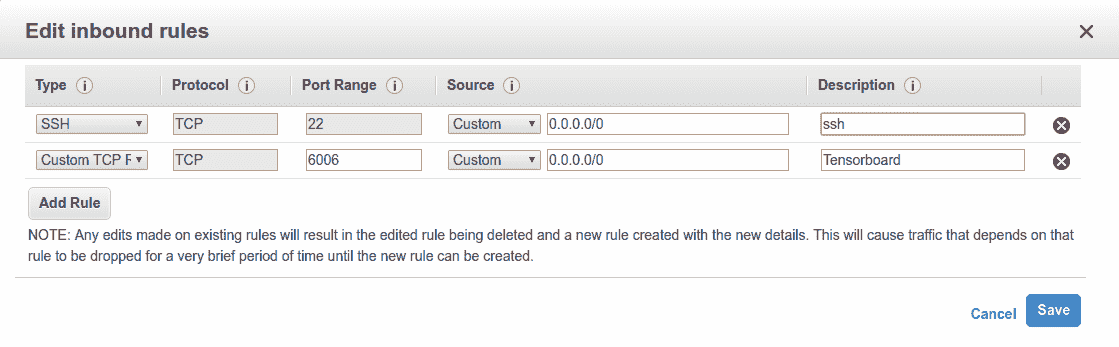 Edit inbound rules
Type Protocol Port Range Source Description
SSH TCP 22 Custom 0.0.0.0/0 ssh
Custom TCP F TCP 6006 Custom 0.0.0.0/0 Tensorboard
Add Rule
NOTE: Any edits made on existing rules will result in the edited rule being deleted and a new rule created with the new details. This will cause traffic that depends on that
rule to be dropped for a very brief period of time until the new rule can be created.
Cancel Save